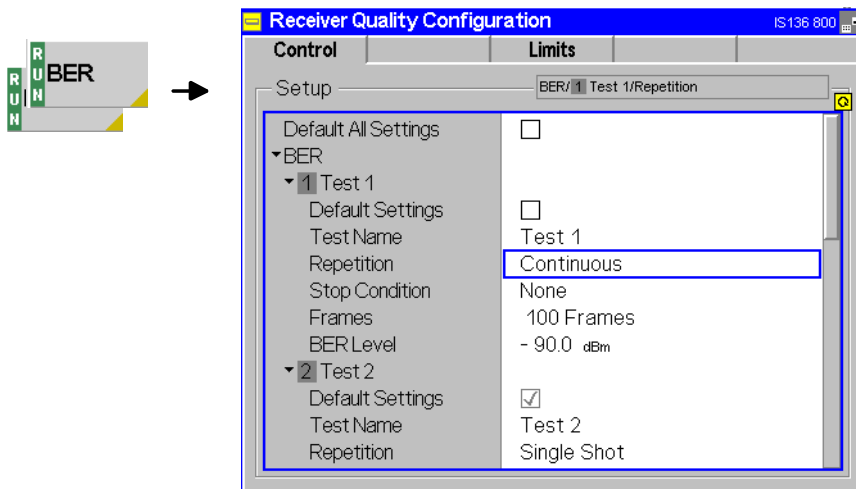 RUN
BER
RUN
Receiver Quality Configuration IS136 800
Control Limits
Setup BER/ 1 Test 1/Repetition
Default All Settings
BER
1 Test 1
Default Settings
Test Name Test 1
Repetition Continuous
Stop Condition None
Frames 100 Frames
BER Level - 90.0 dBm
2 Test 2
Default Settings
Test Name Test 2
Repetition Single Shot